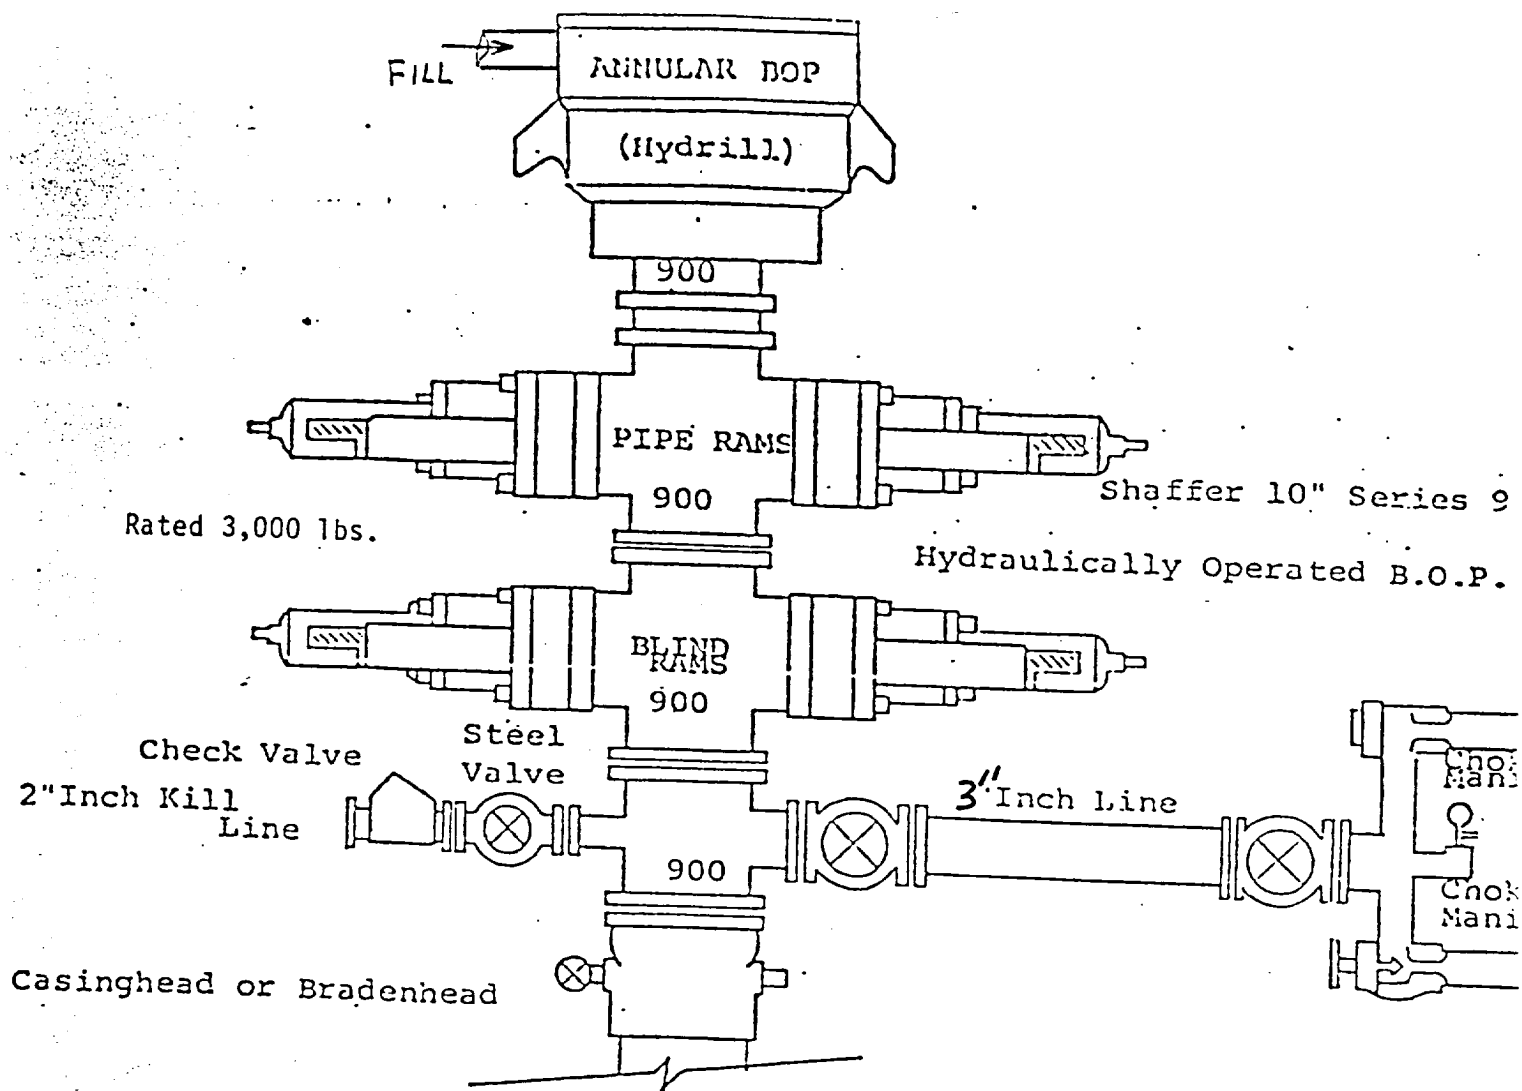 FILL
ANNULAR BOP
(Hydrill)
900
PIPE RAMS
900
Shaffer 10" Series 9
Rated 3,000 lbs.
Hydraulically Operated B.O.P.
BLIND
RAMS
900
Check Valve
Steel
Valve
2"Inch Kill
Line
3"Inch Line
900
Casinghead or Bradenhead